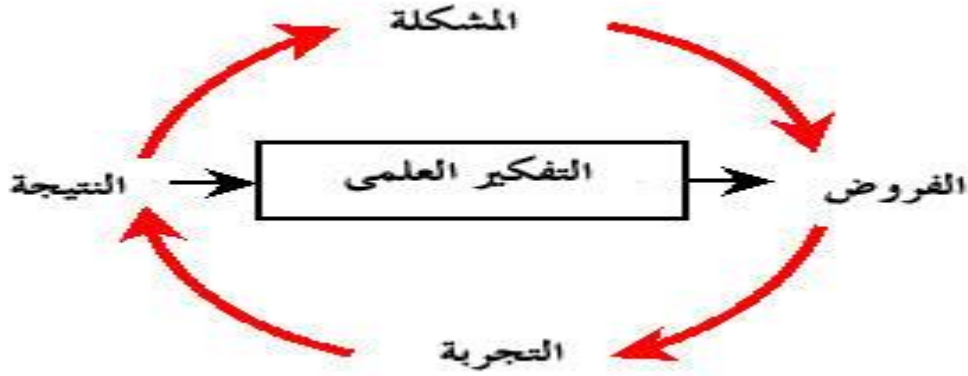 المشكلة
التفكير العلمى
الفروض
النتيجة
التجربة